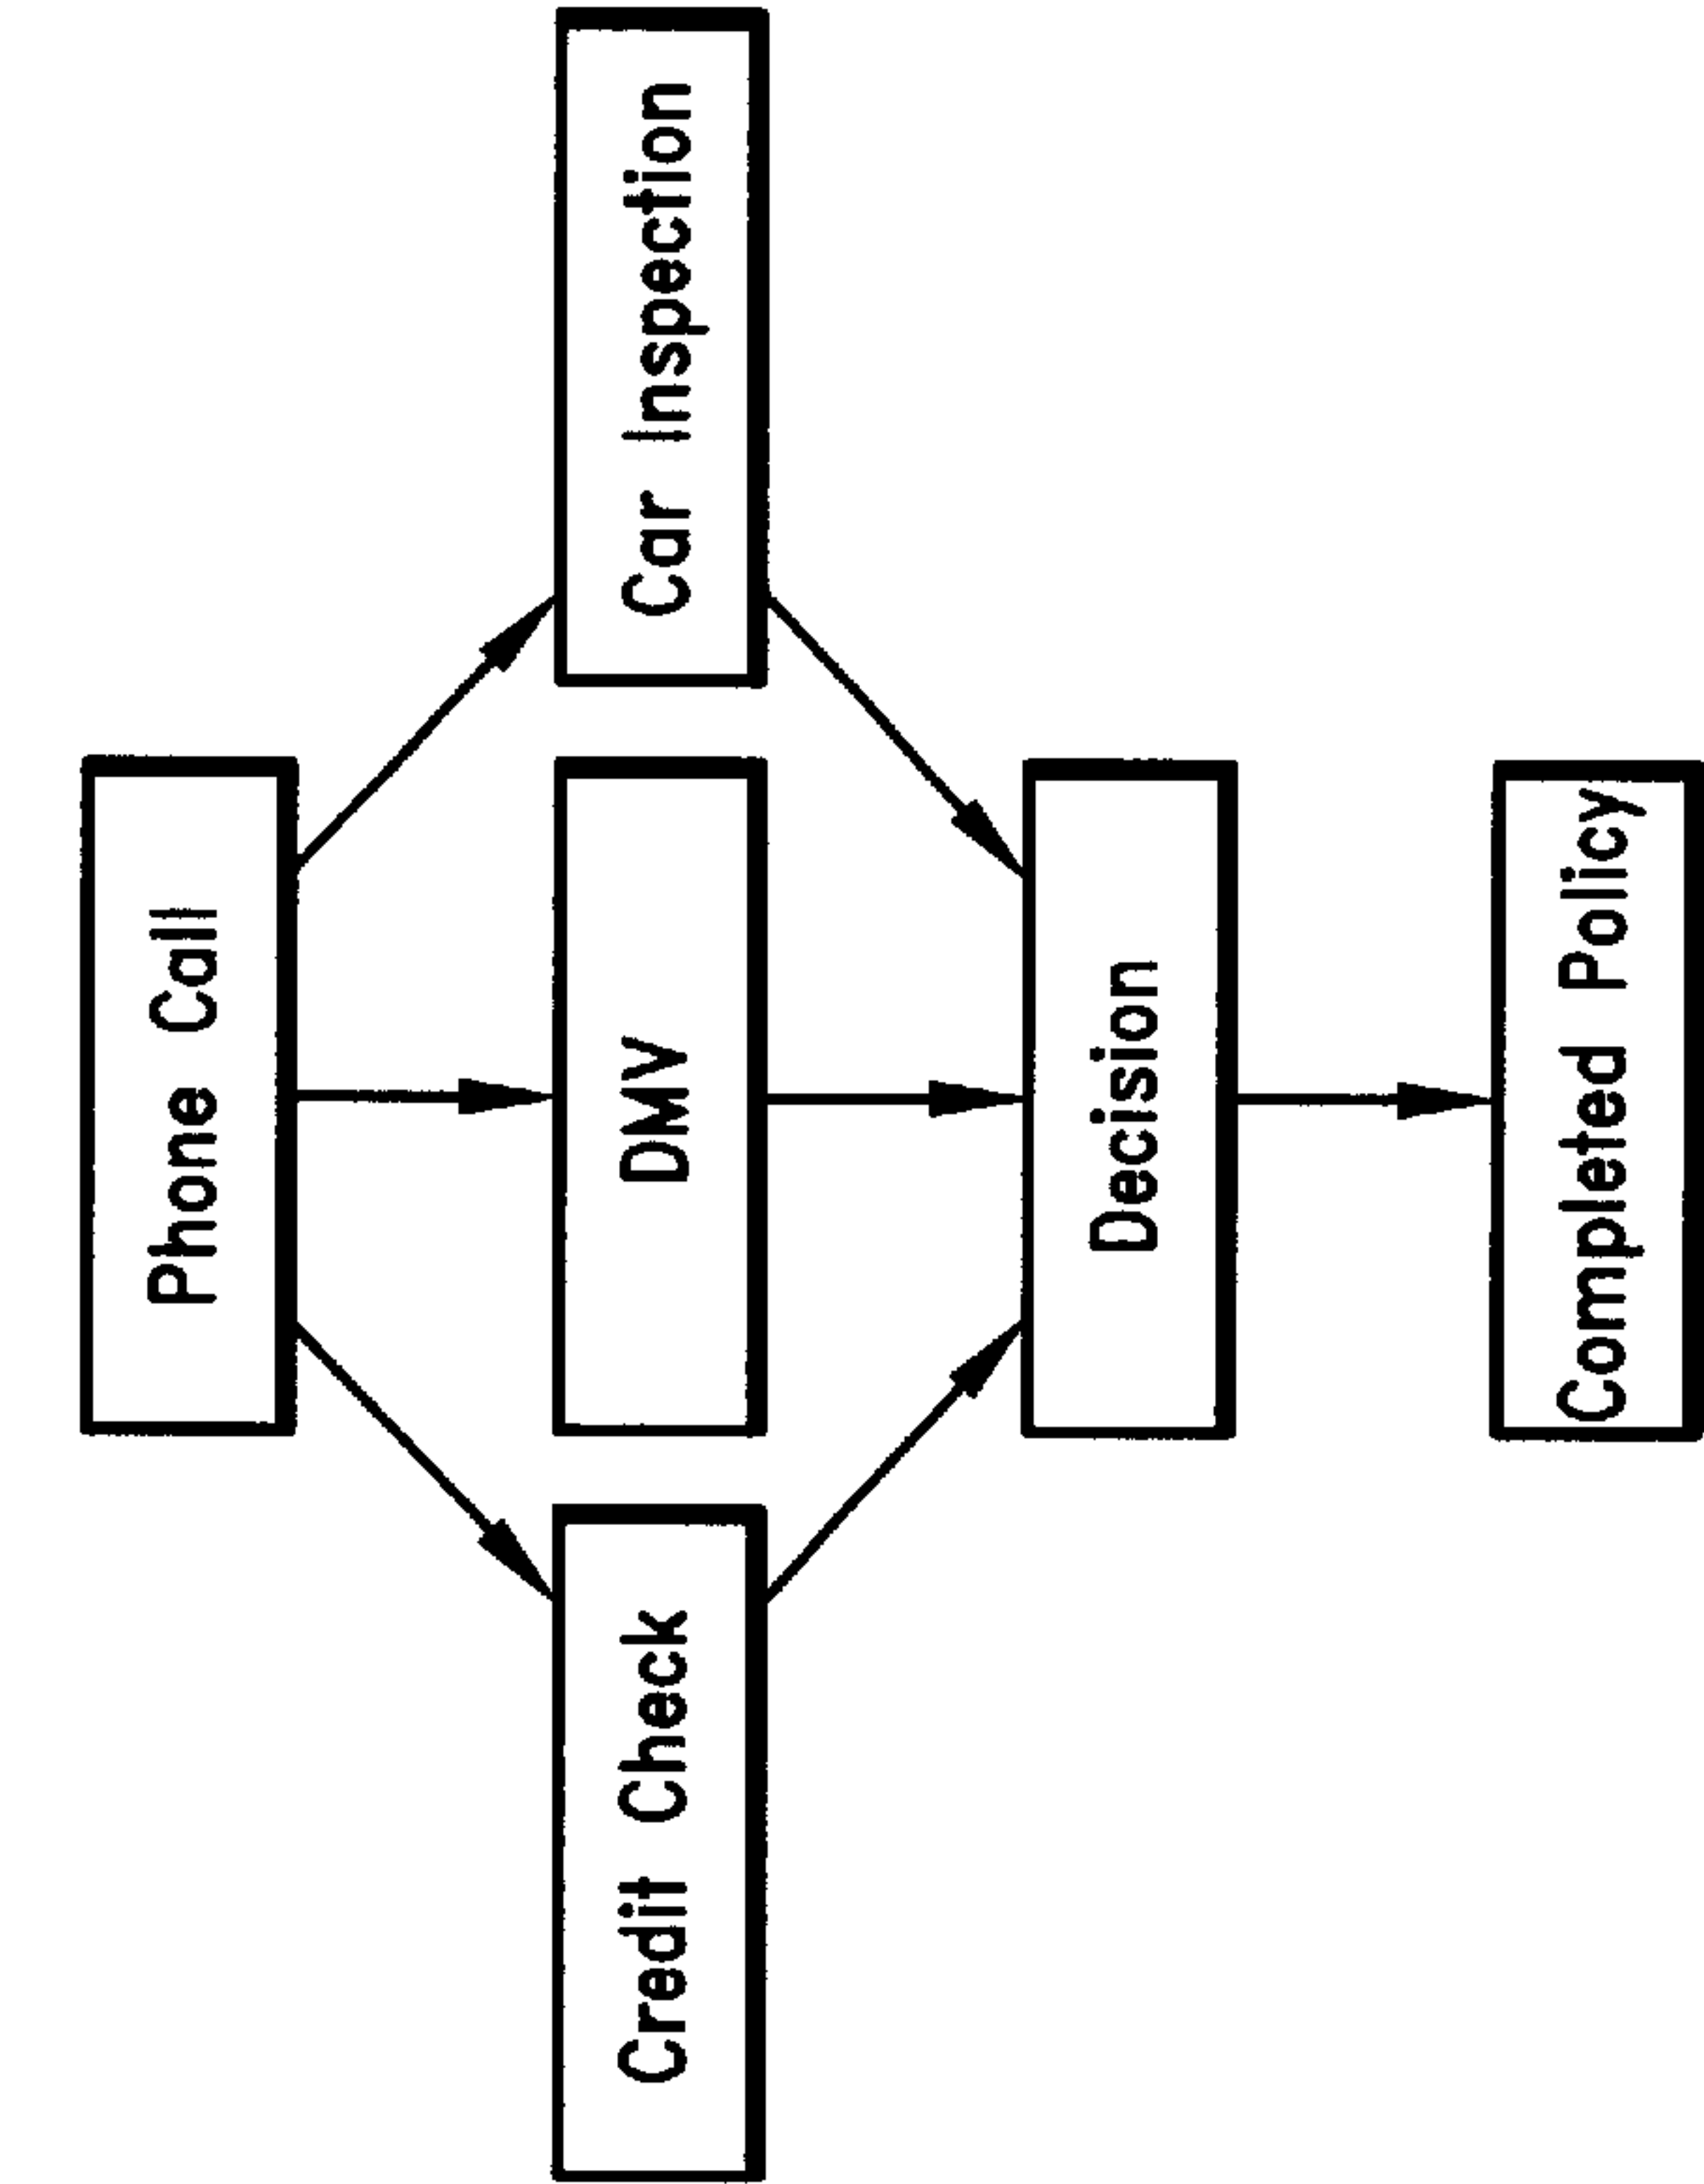 Phone Call
Credit Check
DMV
Car Inspection
Decision
Completed Policy